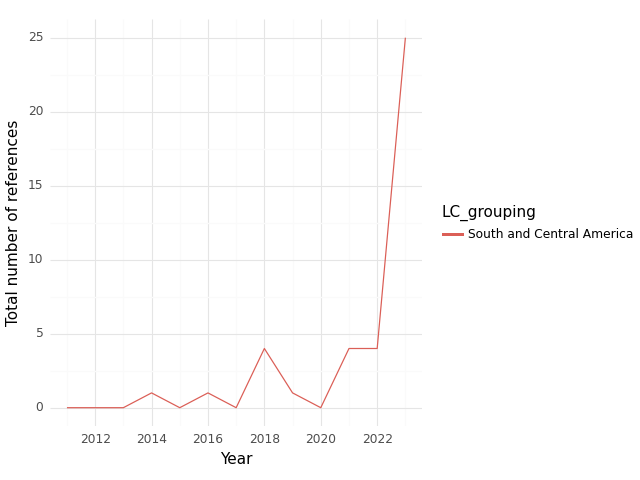 25
20
15
10
5
0
Total number of references
2012 2014 2016 2018 2020 2022
Year
LC_grouping
South and Central America